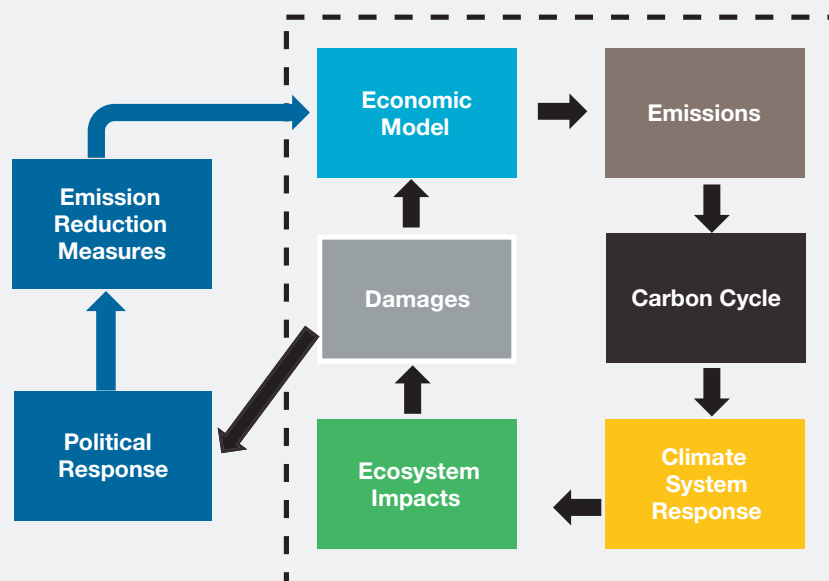 Economic
Model
Emissions
Emission
Reduction
Measures
Damages
Carbon Cycle
Political
Response
Ecosystem
Impacts
Climate
System
Response